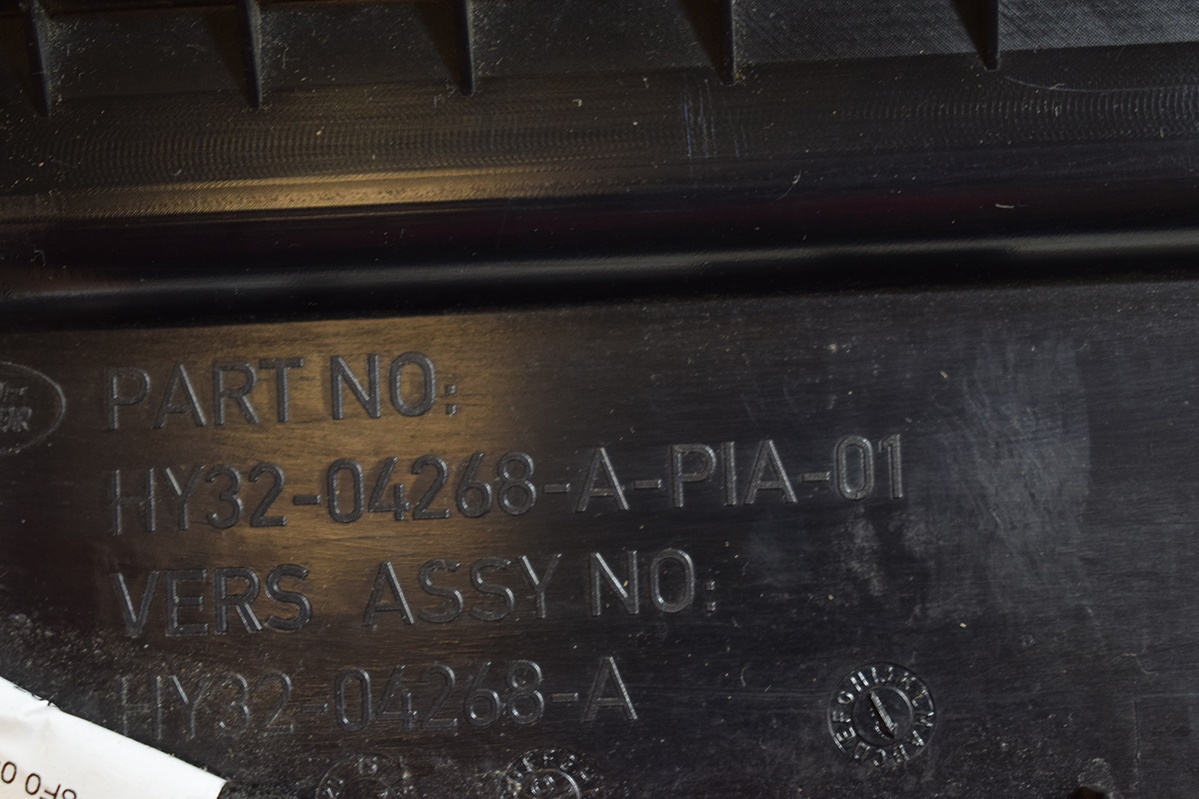 PART NO:
HY32-04268-A-PIA-01
VERS ASSY NO:
HY32-04268-A